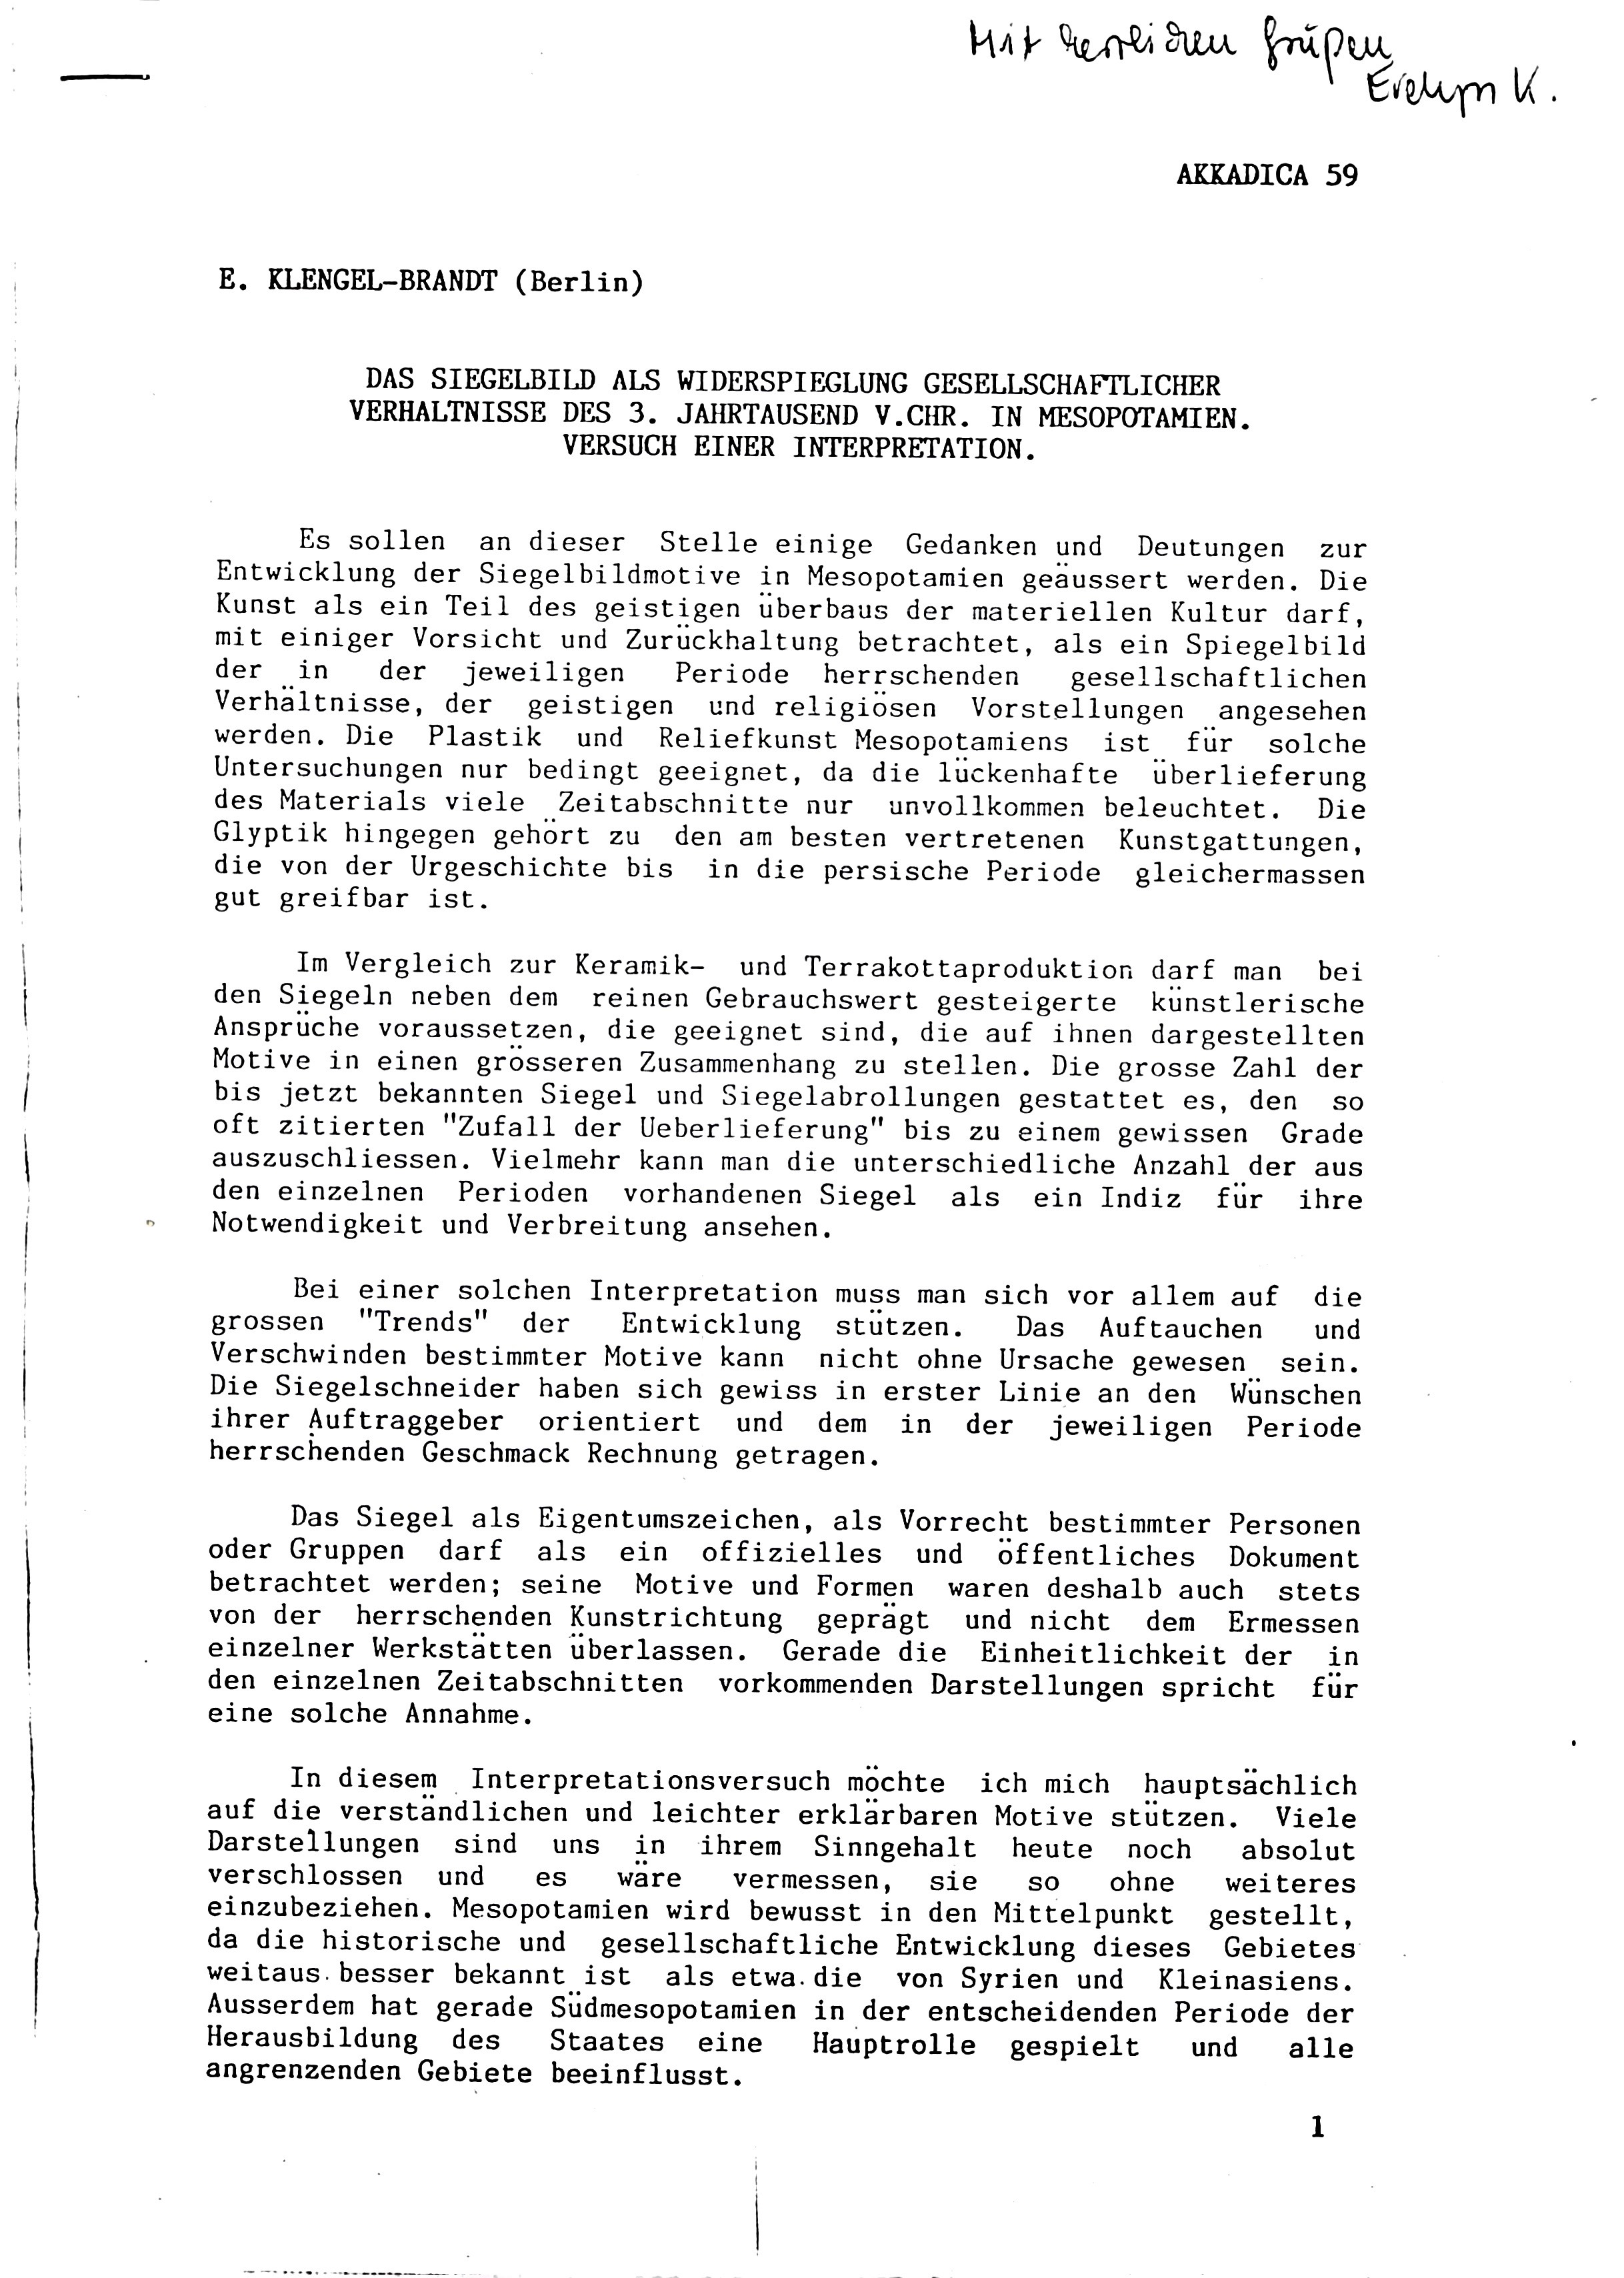 Mit herzlichen Grüßen
Evelyn K.
AKKADICA 59
E. KLENGEL-BRANDT (Berlin)
DAS SIEGELBILD ALS WIDERSPIEGLUNG GESELLSCHAFTLICHER
VERHALTNISSE DES 3. JAHRTAUSEND V.CHR. IN MESOPOTAMIEN.
VERSUCH EINER INTERPRETATION.
Es sollen an dieser Stelle einige Gedanken und Deutungen zur
Entwicklung der Siegelbildmotive in Mesopotamien geäussert werden. Die
Kunst als ein Teil des geistigen überbaus der materiellen Kultur darf,
mit einiger Vorsicht und Zurückhaltung betrachtet, als ein Spiegelbild
der in der jeweiligen Periode herrschenden gesellschaftlichen
Verhältnisse, der geistigen und religiösen Vorstellungen angesehen
werden. Die Plastik und Reliefkunst Mesopotamiens ist für solche
Untersuchungen nur bedingt geeignet, da die lückenhafte überlieferung
des Materials viele Zeitabschnitte nur unvollkommen beleuchtet. Die
Glyptik hingegen gehört zu den am besten vertretenen Kunstgattungen,
die von der Urgeschichte bis in die persische Periode gleichermassen
gut greifbar ist.
Im Vergleich zur Keramik- und Terrakottaproduktion darf man bei
den Siegeln neben dem reinen Gebrauchswert gesteigerte künstlerische
Ansprüche voraussetzen, die geeignet sind, die auf ihnen dargestellten
Motive in einen grösseren Zusammenhang zu stellen. Die grosse Zahl der
bis jetzt bekannten Siegel und Siegelabrollungen gestattet es, den so
oft zitierten "Zufall der Ueberlieferung" bis zu einem gewissen Grade
auszuschliessen. Vielmehr kann man die unterschiedliche Anzahl der aus
den einzelnen Perioden vorhandenen Siegel als ein Indiz für ihre
Notwendigkeit und Verbreitung ansehen.
Bei einer solchen Interpretation muss man sich vor allem auf die
grossen "Trends" der Entwicklung stützen. Das Auftauchen und
Verschwinden bestimmter Motive kann nicht ohne Ursache gewesen sein.
Die Siegelschneider haben sich gewiss in erster Linie an den Wünschen
ihrer Auftraggeber orientiert und dem in der jeweiligen Periode
herrschenden Geschmack Rechnung getragen.
Das Siegel als Eigentumszeichen, als Vorrecht bestimmter Personen
oder Gruppen darf als ein offizielles und öffentliches Dokument
betrachtet werden; seine Motive und Formen waren deshalb auch stets
von der herrschenden Kunstrichtung geprägt und nicht dem Ermessen
einzelner Werkstätten überlassen. Gerade die Einheitlichkeit der in
den einzelnen Zeitabschnitten vorkommenden Darstellungen spricht für
eine solche Annahme.
In diesem Interpretationsversuch möchte ich mich hauptsächlich
auf die verständlichen und leichter erklärbaren Motive stützen. Viele
Darstellungen sind uns in ihrem Sinngehalt heute noch absolut
verschlossen und es wäre vermessen, sie so ohne weiteres
einzubeziehen. Mesopotamien wird bewusst in den Mittelpunkt gestellt,
da die historische und gesellschaftliche Entwicklung dieses Gebietes
weitaus besser bekannt ist als etwa die von Syrien und Kleinasiens.
Ausserdem hat gerade Südmesopotamien in der entscheidenden Periode der
Herausbildung des Staates eine Hauptrolle gespielt und alle
angrenzenden Gebiete beeinflusst.
1